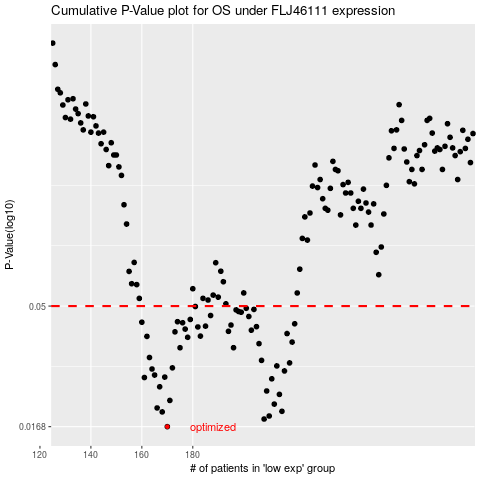 Cumulative P-Value plot for OS under FLJ46111 expression
P-Value(log10)
0.05
0.0168
optimized
120 140 160 180
# of patients in 'low exp' group